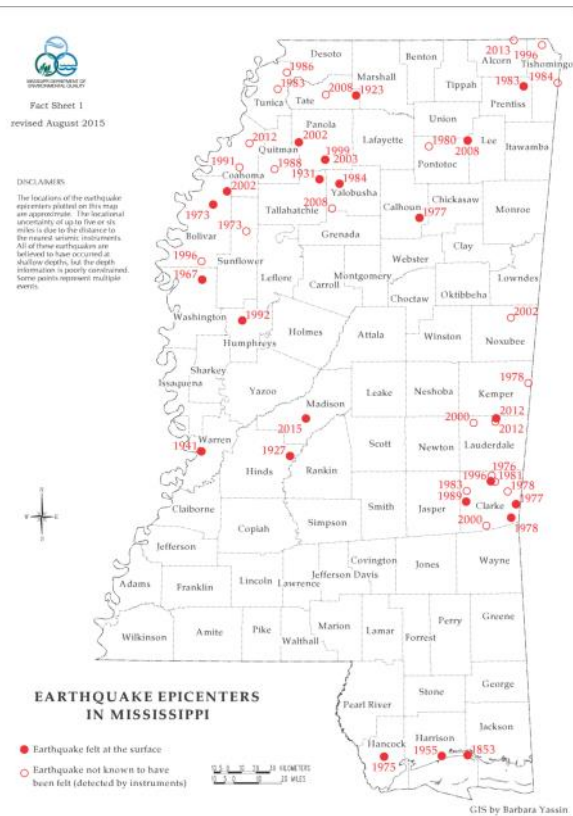 MISSISSIPPI DEPARTMENT OF
ENVIRONMENTAL QUALITY
Fact Sheet 1
revised August 2015
DISCLAIMERS
The locations of the earthquake
epicenters plotted on this map
are approximate. The locational
uncertainty of up to five or six
miles is due to the distance to
the nearest seismic instruments.
All of these earthquakes are
believed to have occurred at
shallow depths, but the depth
information is poorly constrained.
Some points represent multiple
events.
Desoto
Benton
Alcorn
2013
1996
Tishomingo
1986
1983
2008
Marshall
1923
Tippah
1983
1984
Tunica
Tate
Prentiss
Panola
Union
2012
2002
Lafayette
1980
Lee
2008
Itawamba
Quitman
1999
2003
Pontotoc
1991
1988
1931
1984
Coahoma
2002
Yalobusha
1973
Tallahatchie
2008
Calhoun
1977
Chickasaw
Monroe
Bolivar
1973
Grenada
Clay
1996
Sunflower
Webster
1967
Leflore
Carroll
Montgomery
Lowndes
Choctaw
Oktibbeha
Washington
1992
2002
Humphreys
Holmes
Attala
Winston
Noxubee
Sharkey
Issaquena
Yazoo
Leake
Neshoba
Kemper
1978
Madison
2015
2000
2012
2012
1941
Warren
1927
Scott
Newton
Lauderdale
Hinds
Rankin
1976
1996
1981
1983
1978
1989
Clarke
1977
Claiborne
Smith
Jasper
Copiah
Simpson
2000
1978
Jefferson
Covington
Wayne
Adams
Franklin
Lincoln
Lawrence
Jefferson Davis
Jones
Wilkinson
Amite
Pike
Walthall
Marion
Lamar
Forrest
Perry
Greene
Stone
George
Pearl River
Jackson
Hancock
1975
Harrison
1955
1853
EARTHQUAKE EPICENTERS
IN MISSISSIPPI
Earthquake felt at the surface
Earthquake not known to have
been felt (detected by instruments)
30 KILOMETERS
20 MILES
GIS by Barbara Yassin